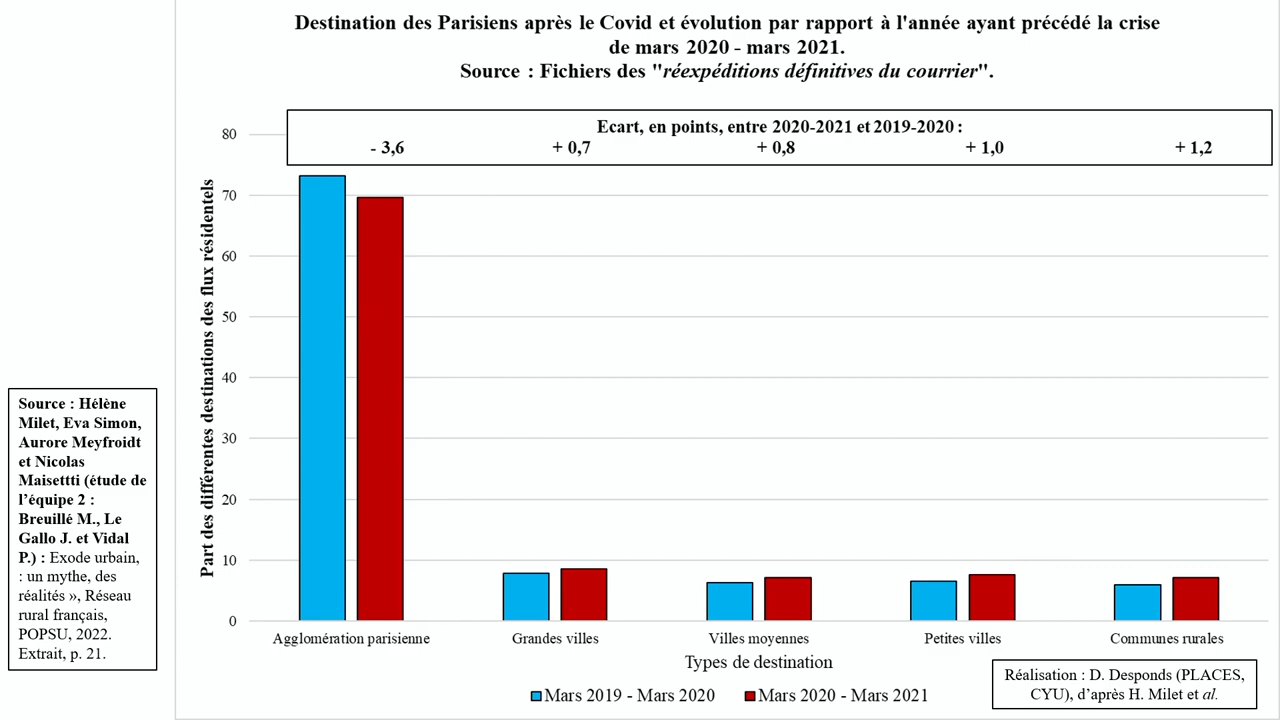 Destination des Parisiens après le Covid et évolution par rapport à l'année ayant précédé la crise
de mars 2020 - mars 2021.
Source : Fichiers des "réexpéditions définitives du courrier".
Ecart, en points, entre 2020-2021 et 2019-2020 :
- 3,6 + 0,7 + 0,8 + 1,0 + 1,2
Part des différentes destinations des flux résidentels
80
70
60
50
40
30
20
10
0
Agglomération parisienne Grandes villes Villes moyennes Petites villes Communes rurales
Types de destination
Mars 2019 - Mars 2020 Mars 2020 - Mars 2021
Source : Hélène
Milet, Eva Simon,
Aurore Meyfroidt
et Nicolas
Maisettti (étude de
l’équipe 2 :
Breuillé M., Le
Gallo J. et Vidal
P.) : Exode urbain,
: un mythe, des
réalités », Réseau
rural français,
POPSU, 2022.
Extrait, p. 21.
Réalisation : D. Desponds (PLACES,
CYU), d’après H. Milet et al.